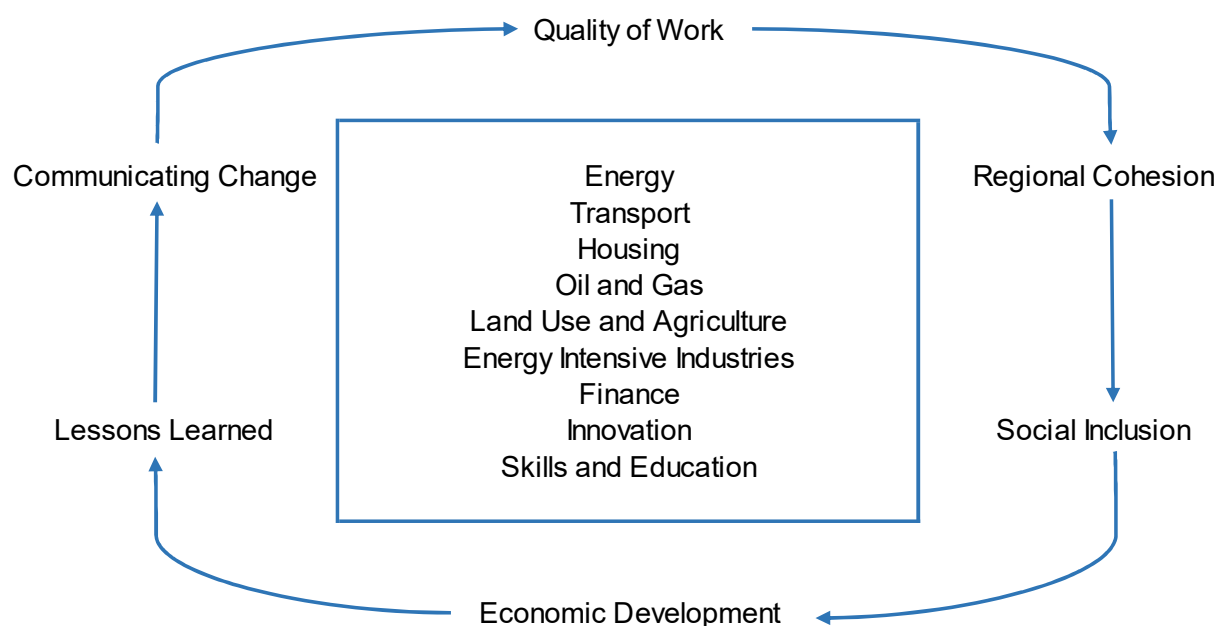 Quality of Work
Communicating Change
Regional Cohesion
Energy
Transport
Housing
Oil and Gas
Land Use and Agriculture
Energy Intensive Industries
Finance
Innovation
Skills and Education
Lessons Learned
Social Inclusion
Economic Development